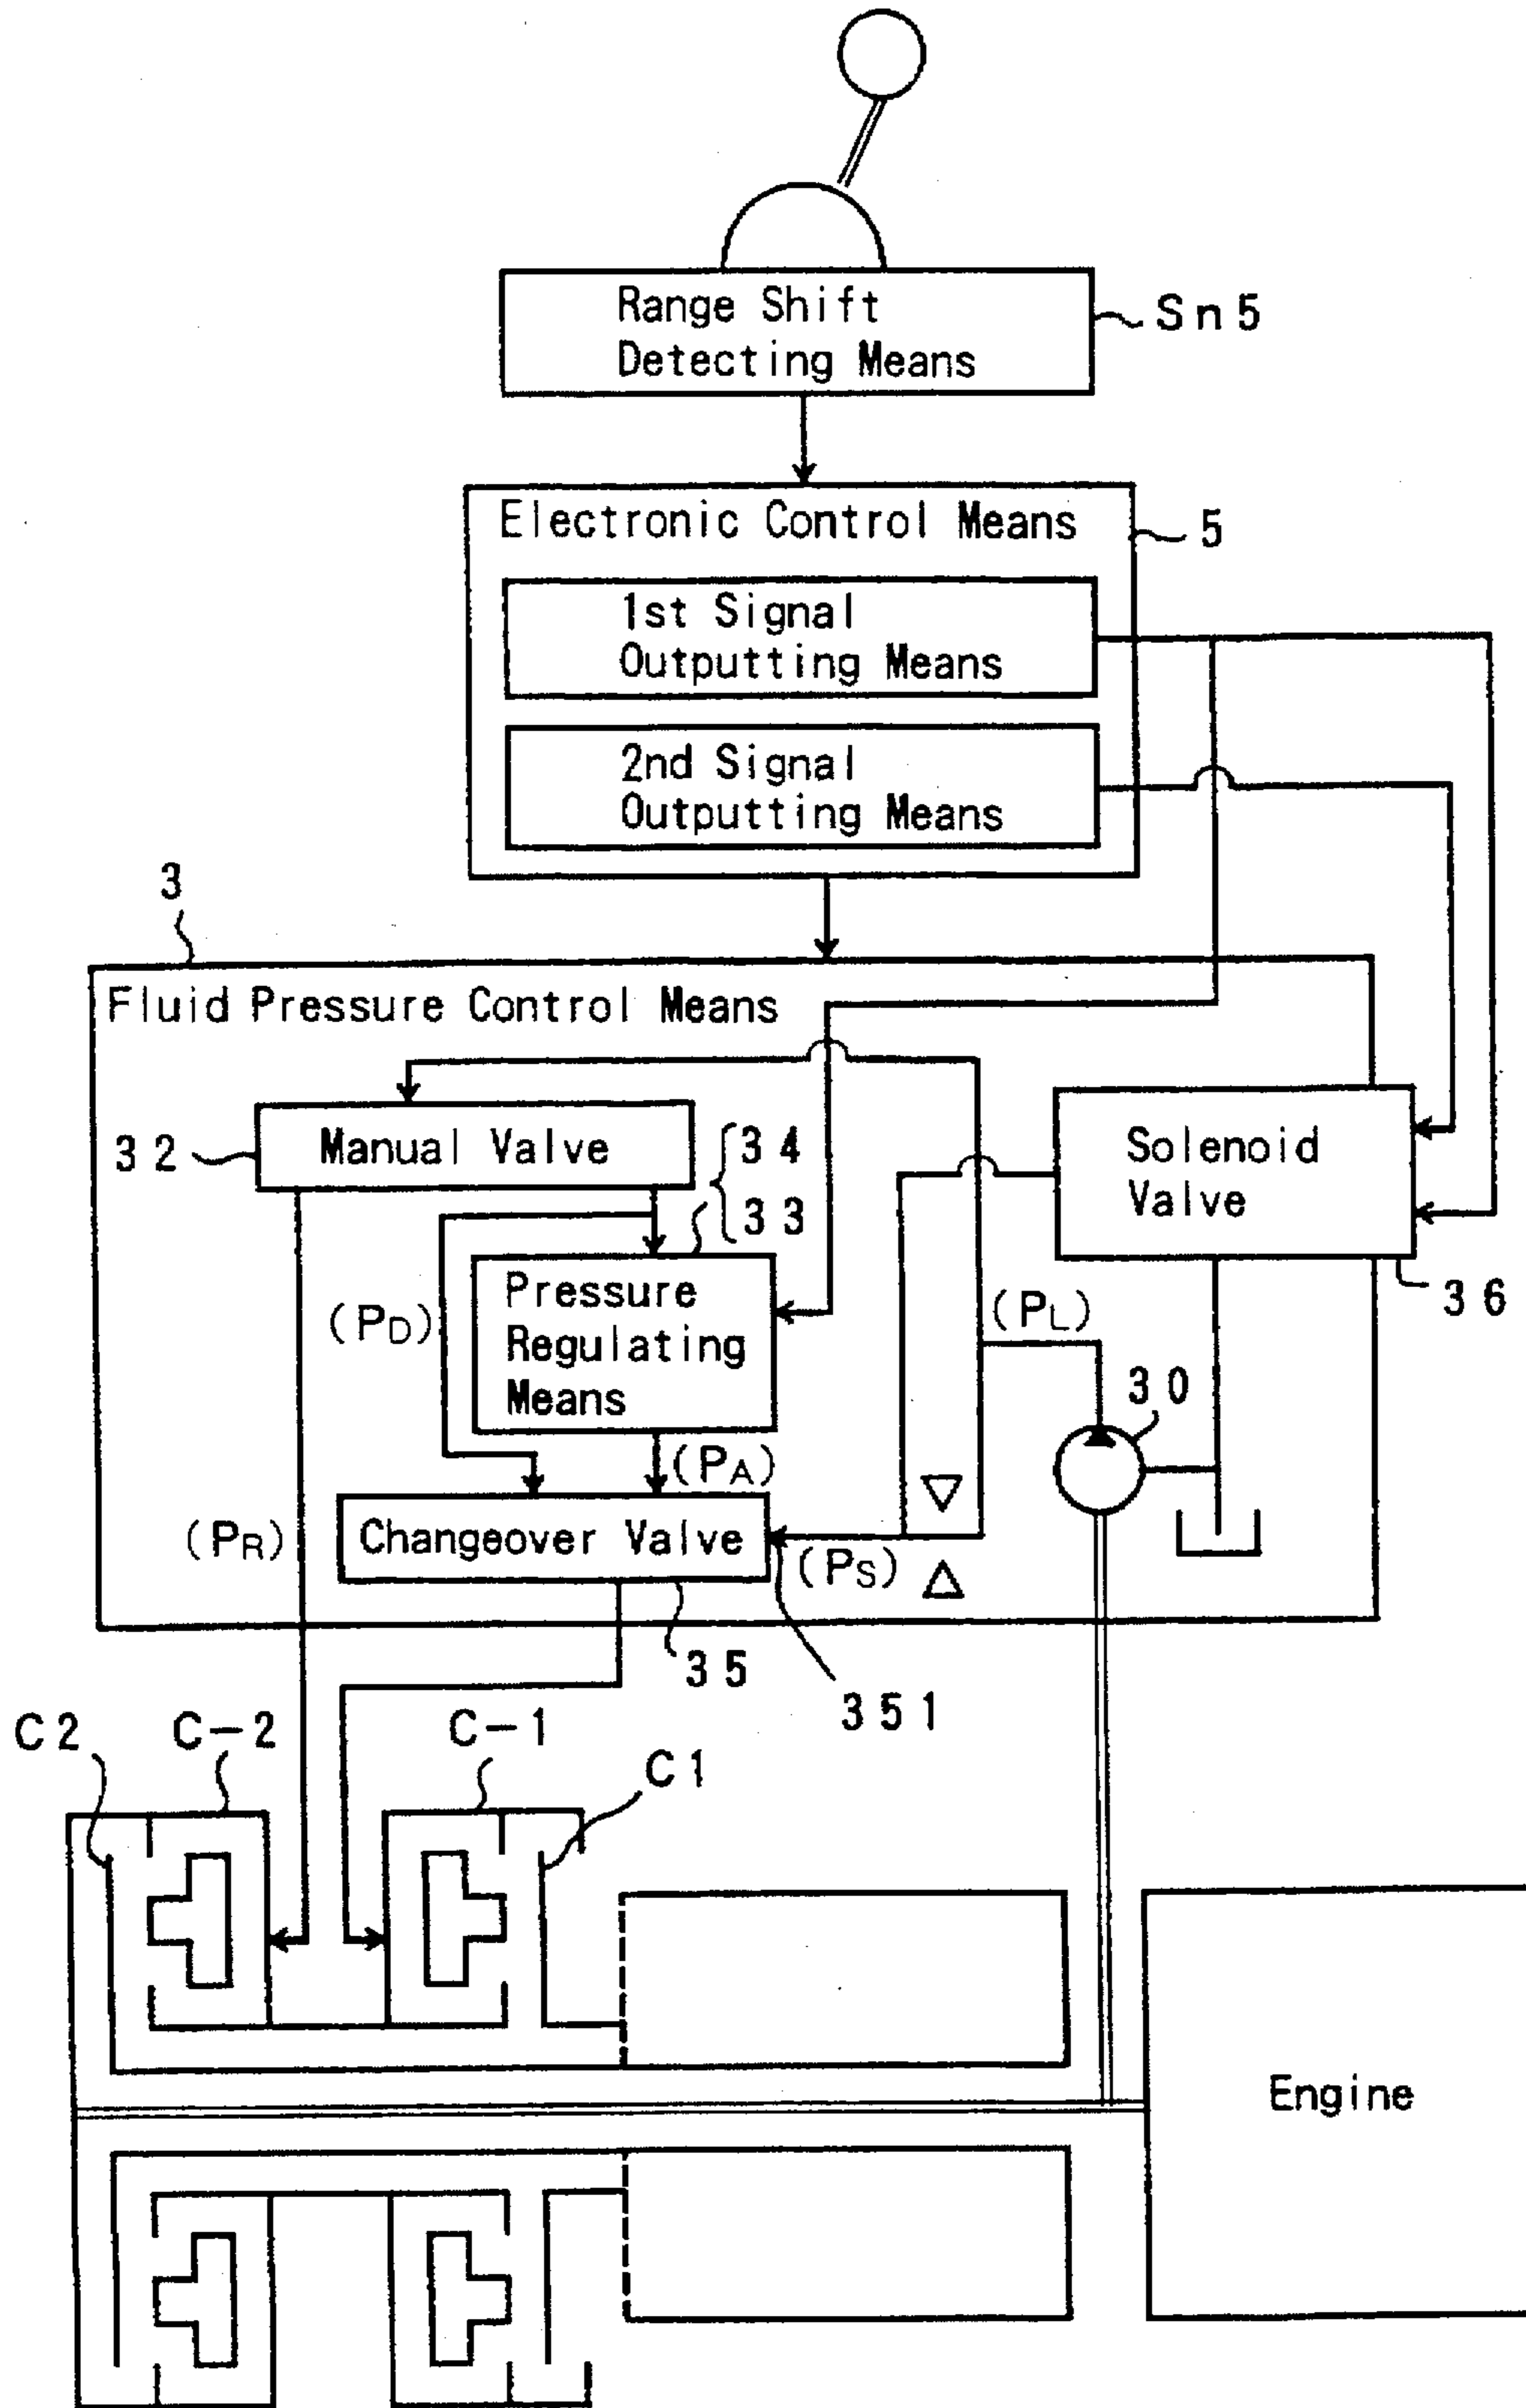 Range Shift
Detecting Means
Sn5
Electronic Control Means
5
1st Signal
Outputting Means
2nd Signal
Outputting Means
3
Fluid Pressure Control Means
32
Manual Valve
34
33
Solenoid
Valve
36
(PD)
Pressure
Regulating
Means
(PL)
30
(PA)
(PR)
Changeover Valve
(PS)
35
351
C2
C-2
C-1
C1
Engine